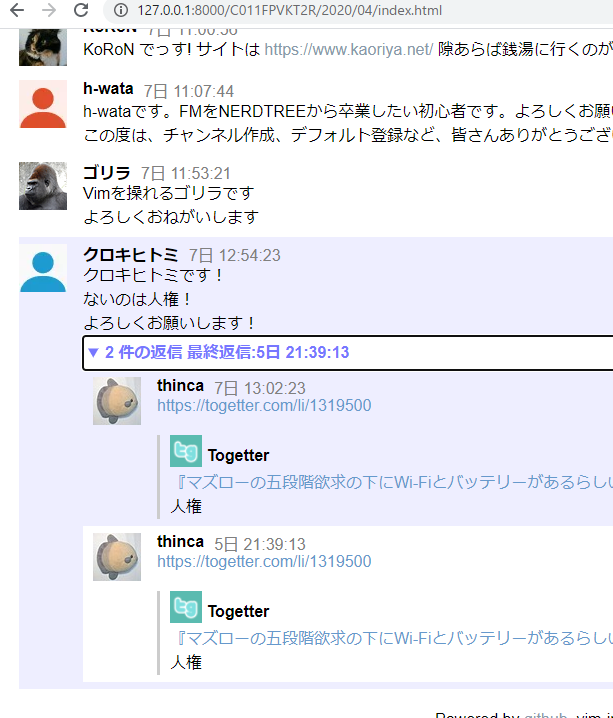 127.0.0.1:8000/C011FPVKT2R/2020/04/index.html
KoRoN 7日 11:00:36
KoRoN でっす! サイトは https://www.kaoriya.net/ 隙あらば銭湯に行くのが
h-wata 7日 11:07:44
h-wataです。FMをNERDTREEから卒業したい初心者です。よろしくお願い
この度は、チャンネル作成、デフォルト登録など、皆さんありがとうござい
ゴリラ 7日 11:53:21
Vimを操れるゴリラです
よろしくおねがいします
クロキヒトミ 7日 12:54:23
クロキヒトミです！
ないのは人権！
よろしくお願いします！
▼ 2 件の返信 最終返信:5日 21:39:13
thinca 7日 13:02:23
https://togetter.com/li/1319500
Togetter
『マズローの五段階欲求の下にWi-Fiとバッテリーがあるらしい
人権
thinca 5日 21:39:13
https://togetter.com/li/1319500
Togetter
『マズローの五段階欲求の下にWi-Fiとバッテリーがあるらしい
人権
Powered by github